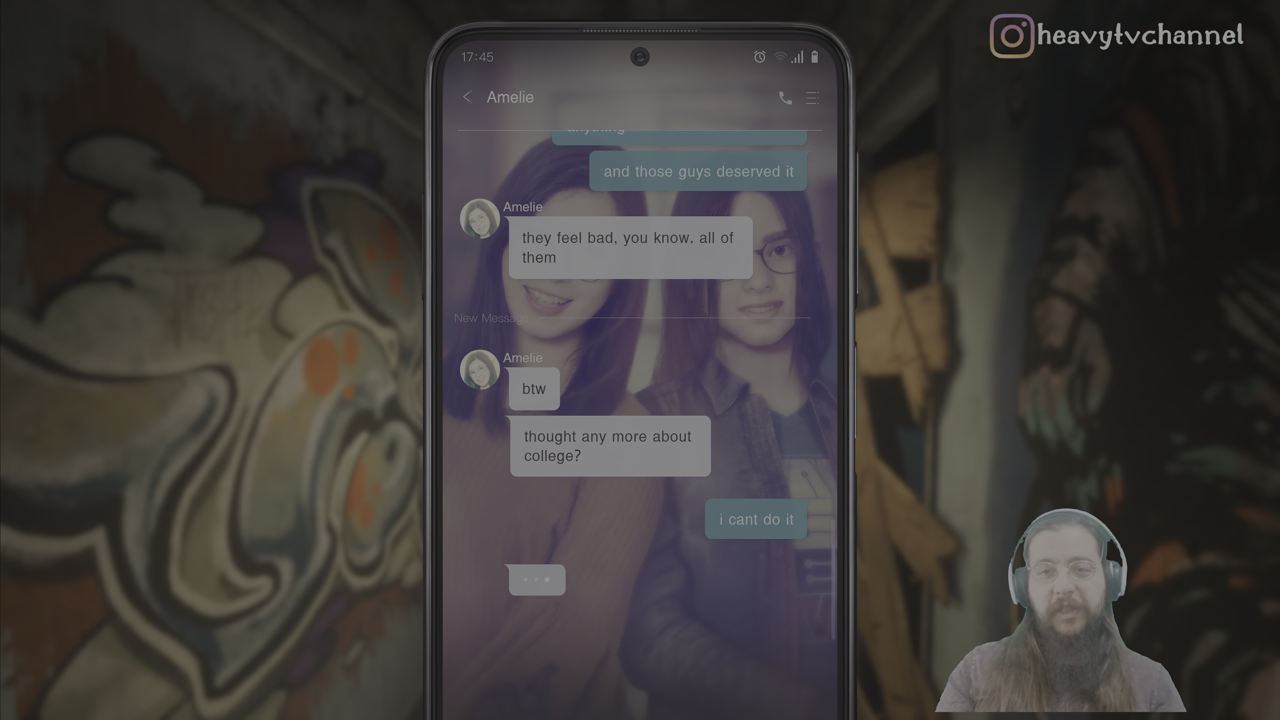 heavytvchannel
17:45
Amelie
anything
and those guys deserved it
Amelie
they feel bad, you know. all of
them
New Message
Amelie
btw
thought any more about
college?
i cant do it